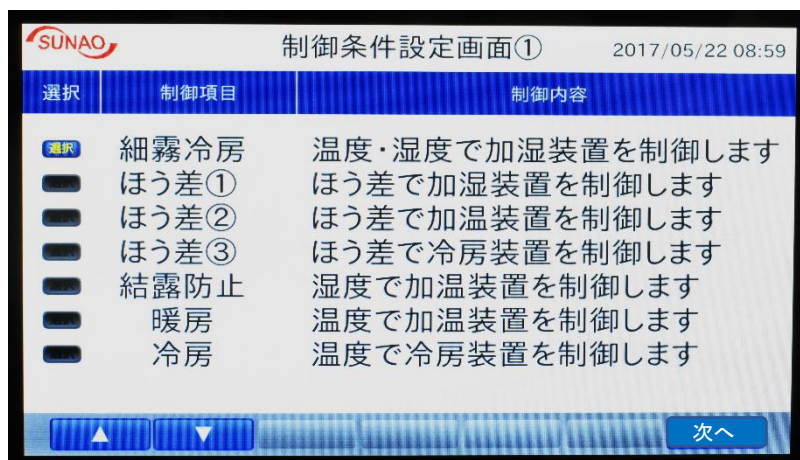 SUNAO 制御条件設定画面① 2017/05/22 08:59
選択 制御項目 制御内容
選択 細霧冷房 温度・湿度で加湿装置を制御します
ほう差① ほう差で加湿装置を制御します
ほう差② ほう差で加温装置を制御します
ほう差③ ほう差で冷房装置を制御します
結露防止 湿度で加温装置を制御します
暖房 温度で加温装置を制御します
冷房 温度で冷房装置を制御します
▲ ▼ 次へ